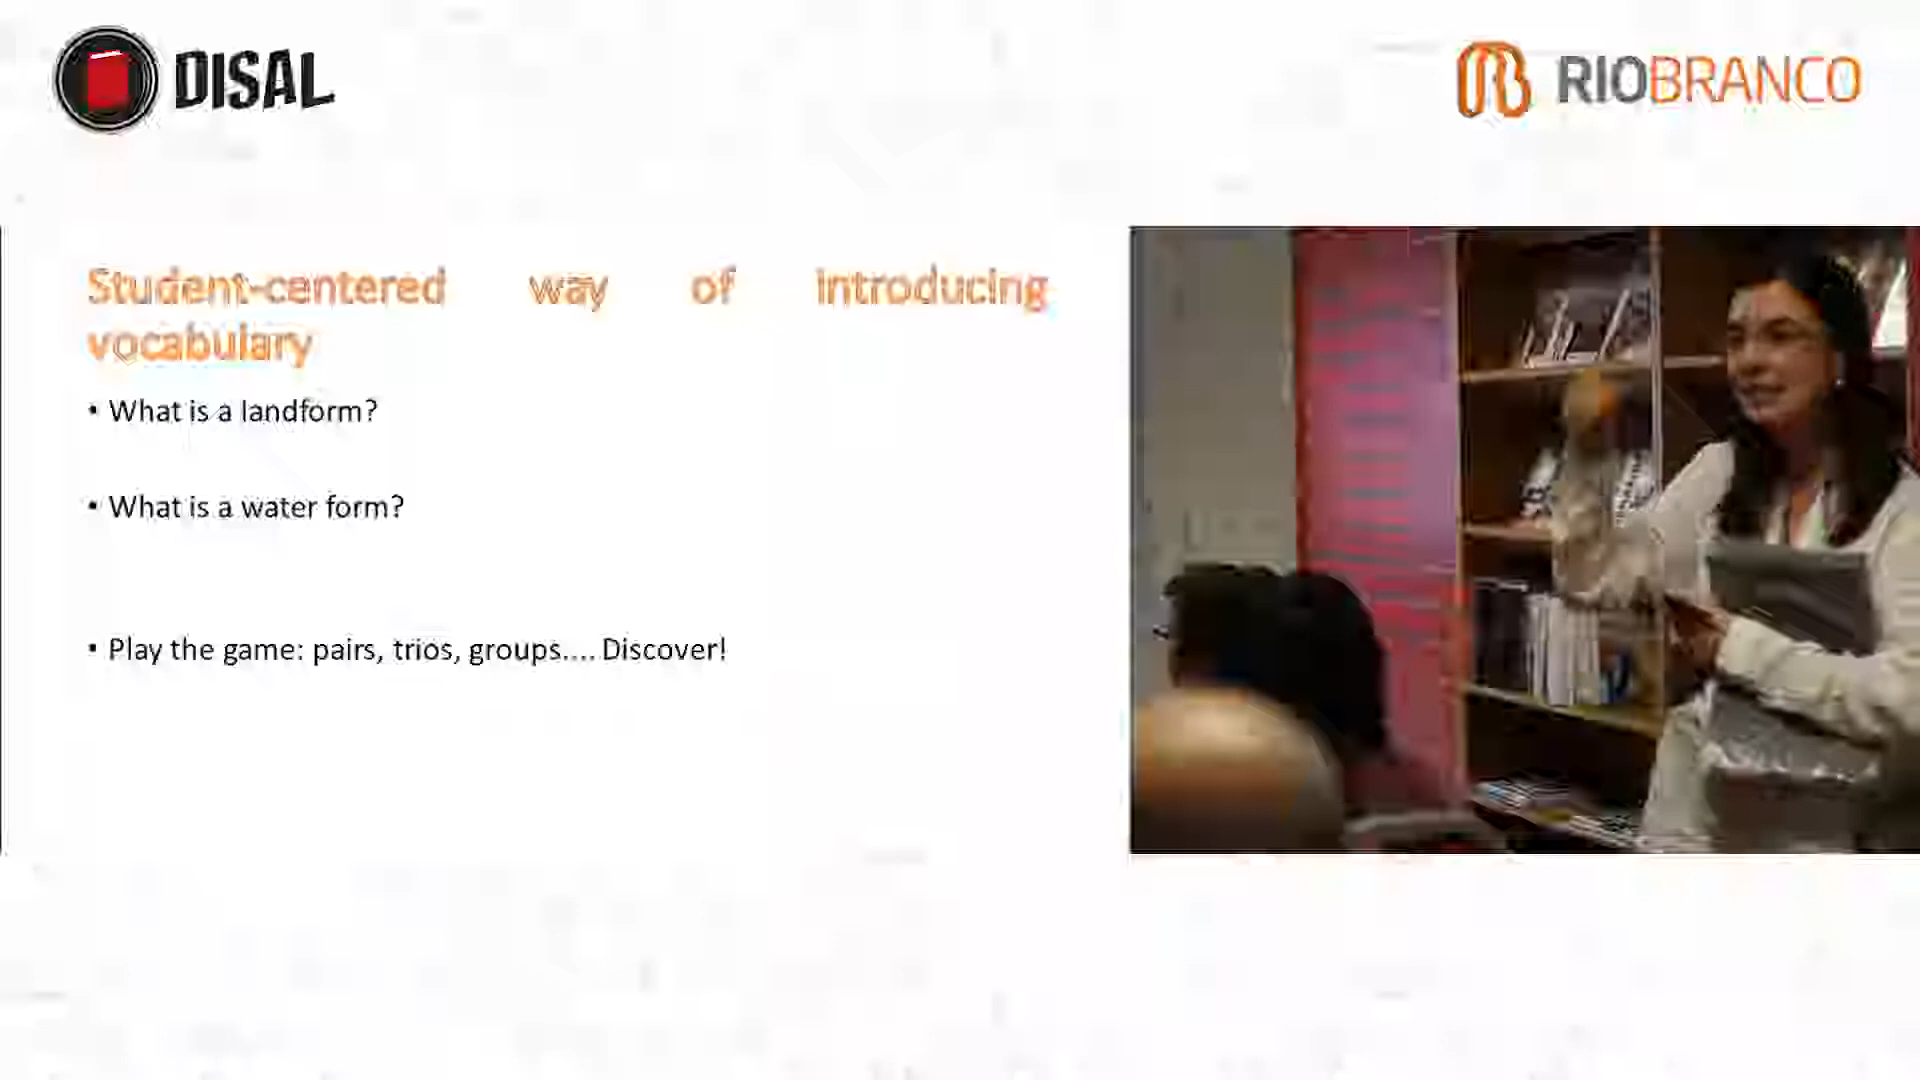 DISAL
RIOBRANCO
Student-centered way of introducing
vocabulary
• What is a landform?
• What is a water form?
• Play the game: pairs, trios, groups.... Discover!